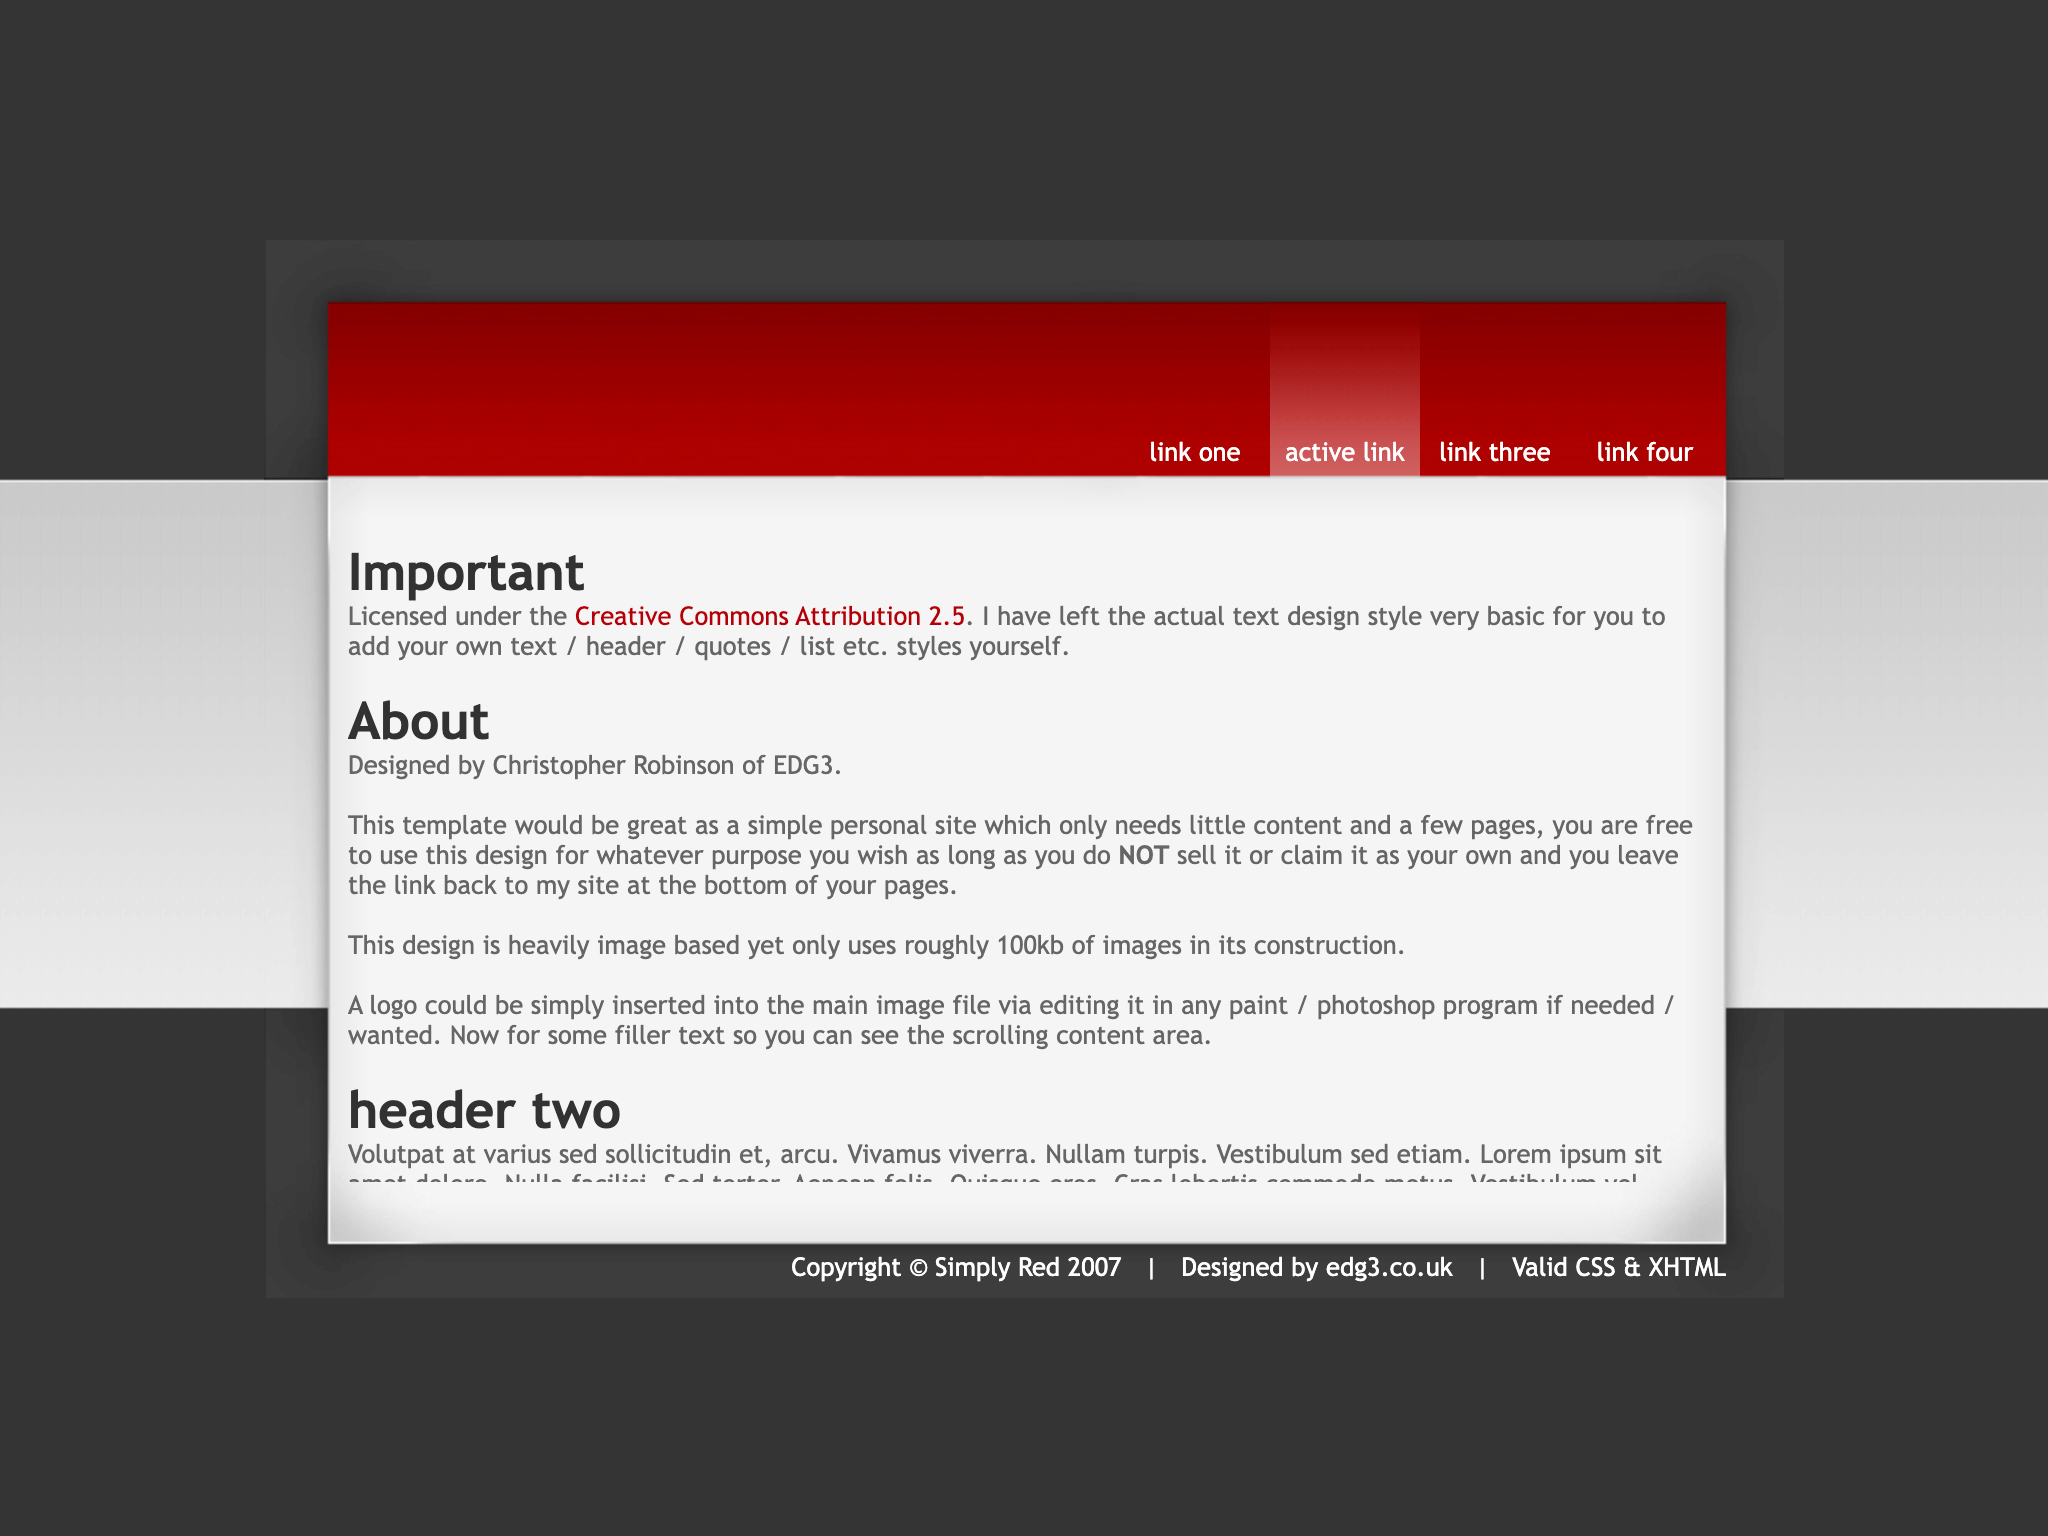 link one active link link three link four
Important
Licensed under the Creative Commons Attribution 2.5. I have left the actual text design style very basic for you to
add your own text / header / quotes / list etc. styles yourself.
About
Designed by Christopher Robinson of EDG3.
This template would be great as a simple personal site which only needs little content and a few pages, you are free
to use this design for whatever purpose you wish as long as you do NOT sell it or claim it as your own and you leave
the link back to my site at the bottom of your pages.
This design is heavily image based yet only uses roughly 100kb of images in its construction.
A logo could be simply inserted into the main image file via editing it in any paint / photoshop program if needed /
wanted. Now for some filler text so you can see the scrolling content area.
header two
Volutpat at varius sed sollicitudin et, arcu. Vivamus viverra. Nullam turpis. Vestibulum sed etiam. Lorem ipsum sit
Copyright © Simply Red 2007 | Designed by edg3.co.uk | Valid CSS & XHTML